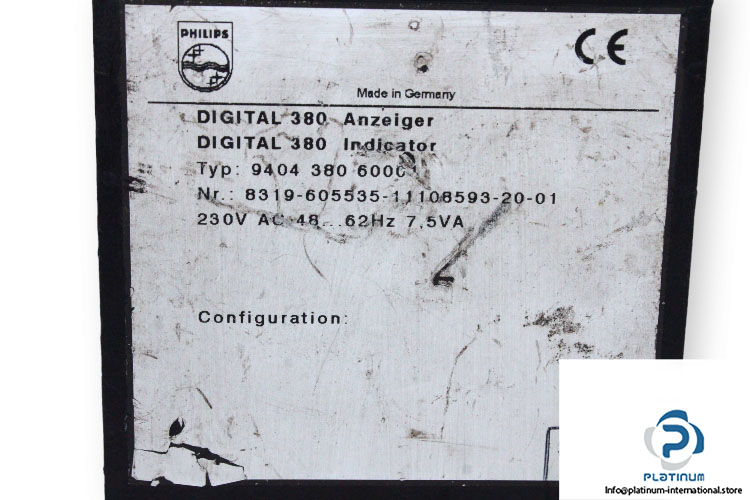 PHILIPS
CE
Made in Germany
DIGITAL 380 Anzeiger
DIGITAL 380 Indicator
Typ: 9404 380 6000
Nr.: 8319-605535-11108593-20-01
230V AC 48...62Hz 7,5VA
Configuration:
PLATINUM
Info@platinum-international.store